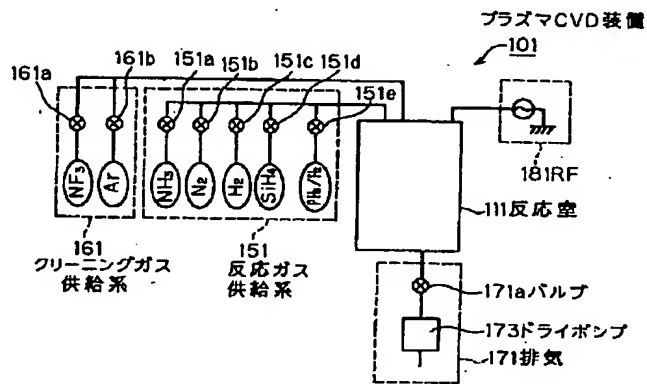 プラズマCVD装置
101
161a
161b
151a
151b
151c
151d
151e
NF3
Ar
NH3
N2
H2
SiH4
PH3/H2
181RF
111反応室
161
クリーニングガス
供給系
151
反応ガス
供給系
171aバルブ
173ドライポンプ
171排気